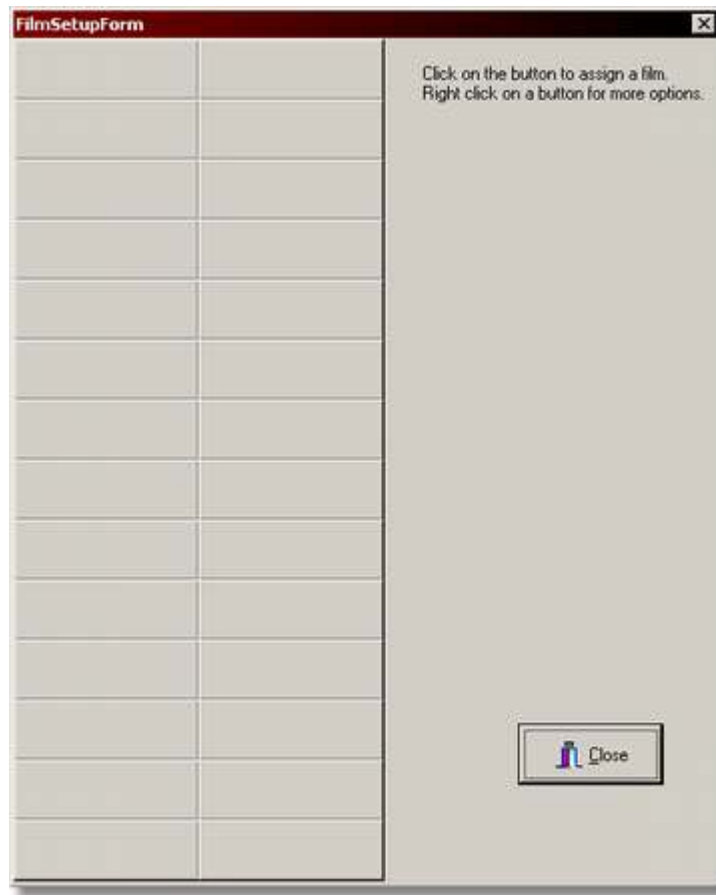 FilmSetupForm
Click on the button to assign a film.
Right click on a button for more options.
Close